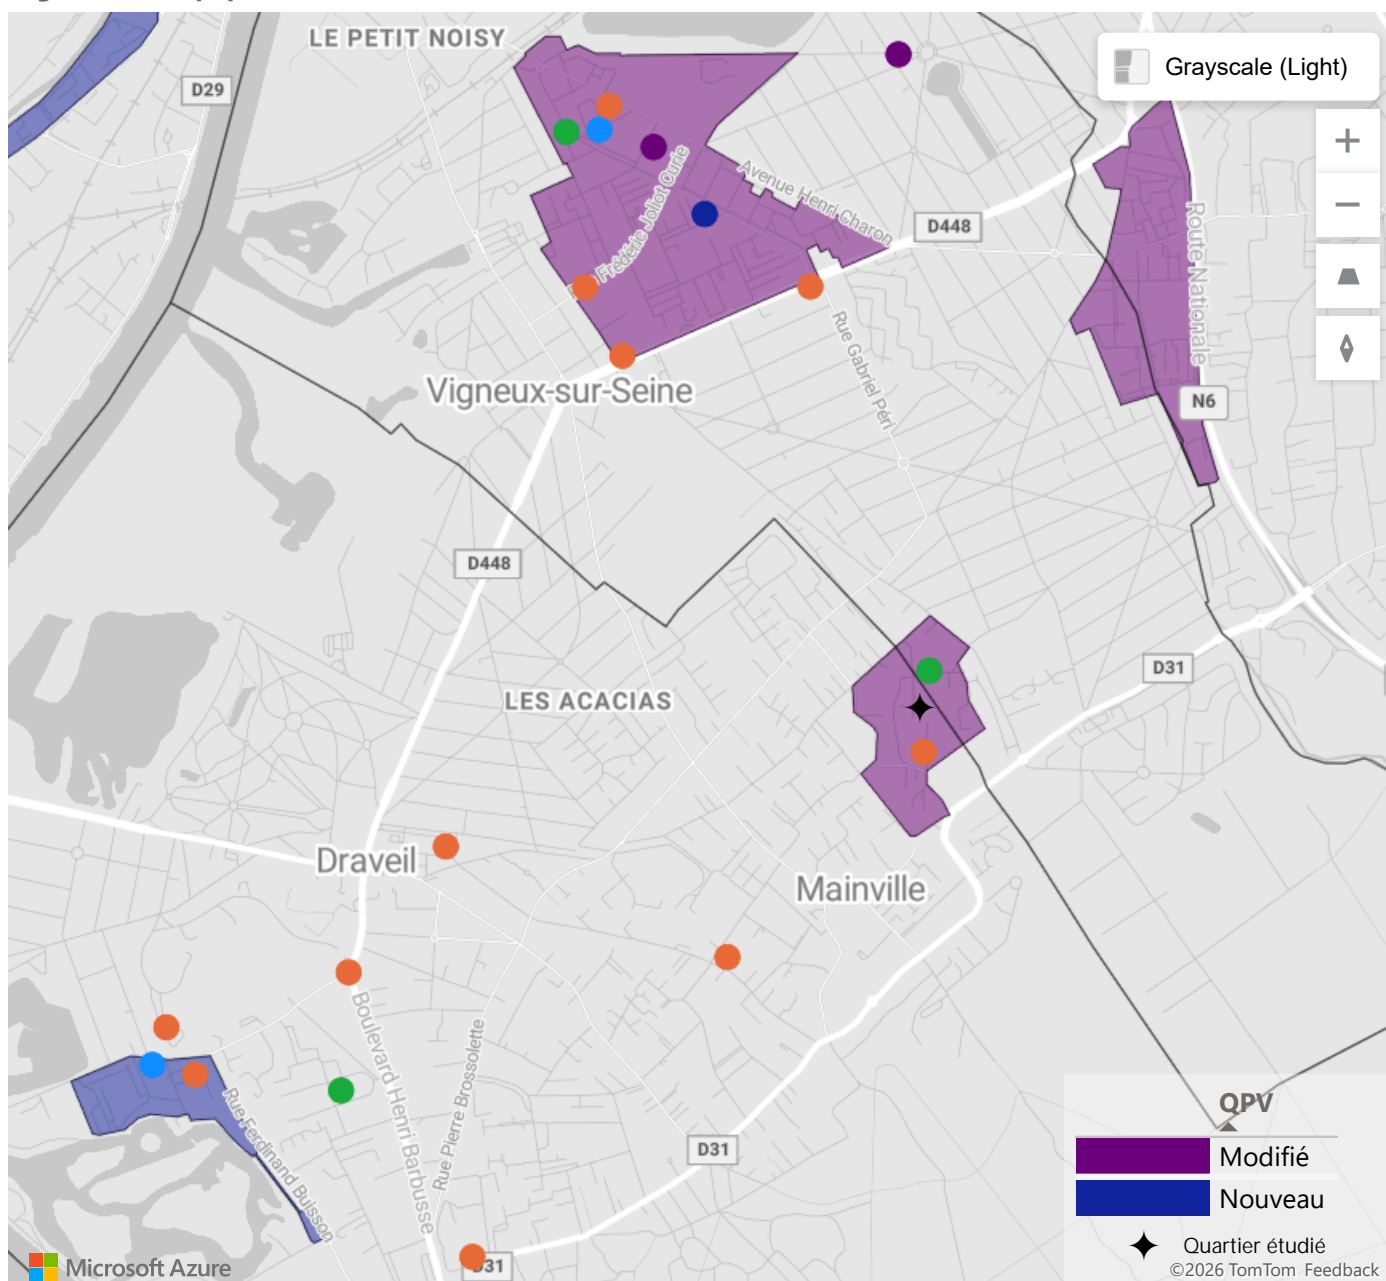 LE PETIT NOISY
Grayscale (Light)
D29
Avenue Henri Charon
Frédéric Joliot Curie
D448
Route Nationale
Rue Gabriel Péri
Vigneux-sur-Seine
N6
D448
D31
LES ACACIAS
Draveil
Mainville
Boulevard Henri Barbusse
Rue Pierre Brossolette
Rue Ferdinand Buisson
D31
QPV
Modifié
Nouveau
Quartier étudié
D31
Microsoft Azure
©2026 TomTom Feedback